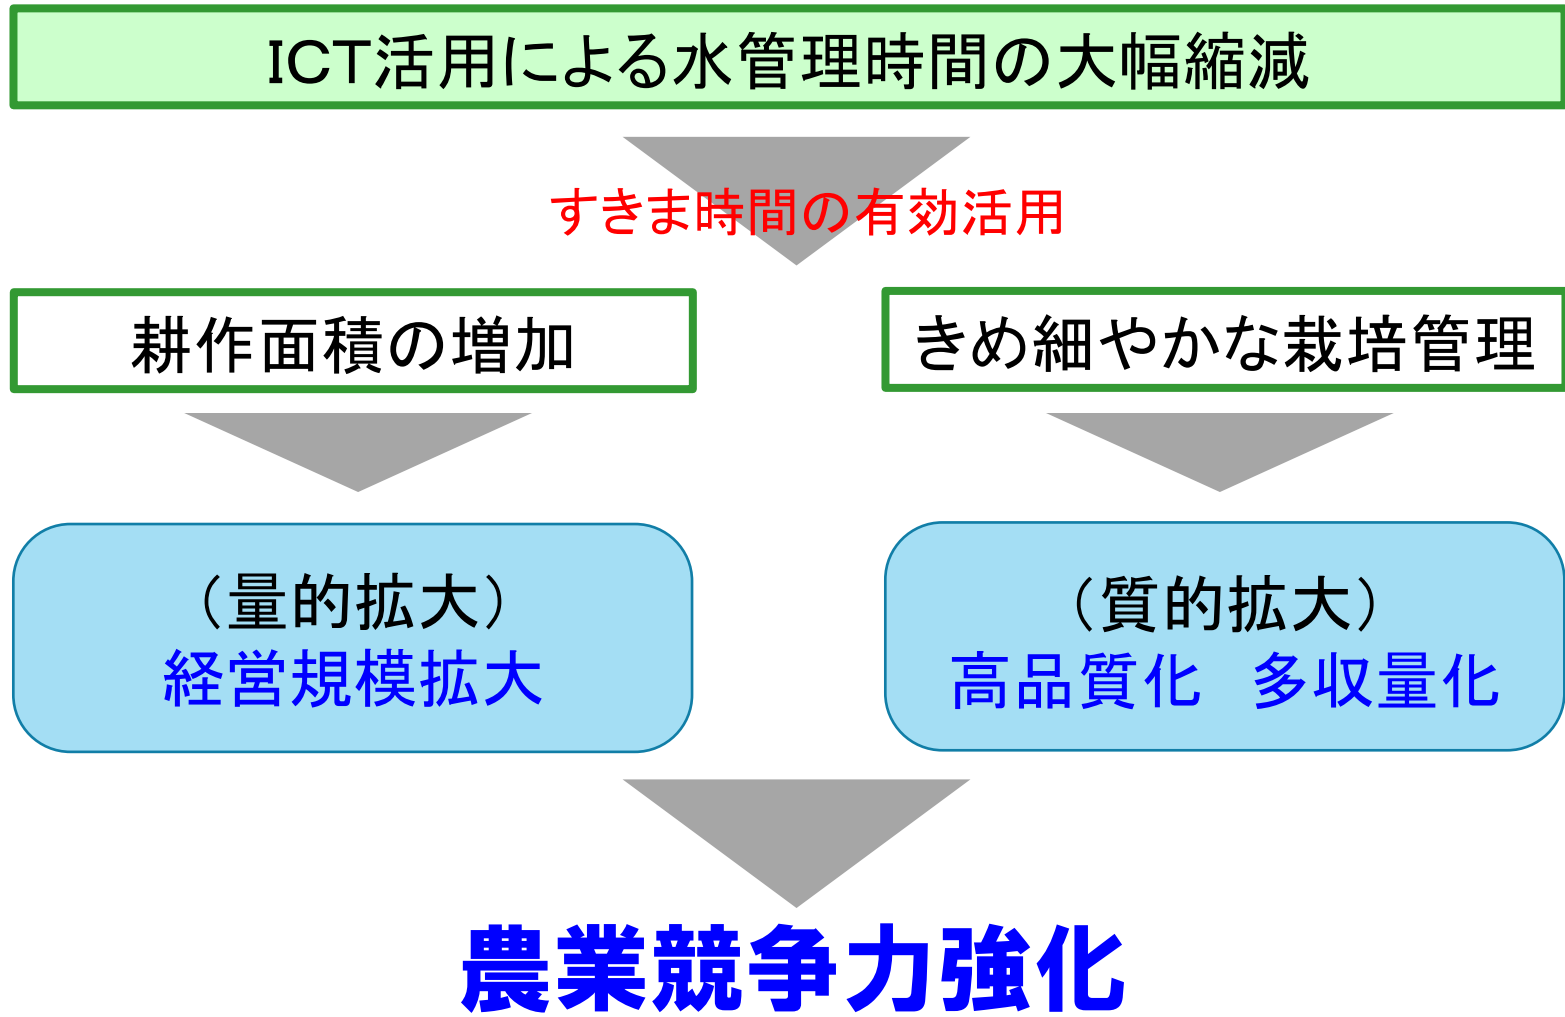 ICT活用による水管理時間の大幅縮減
すきま時間の有効活用
耕作面積の増加
きめ細やかな栽培管理
（量的拡大）
経営規模拡大
（質的拡大）
高品質化　多収量化
農業競争力強化